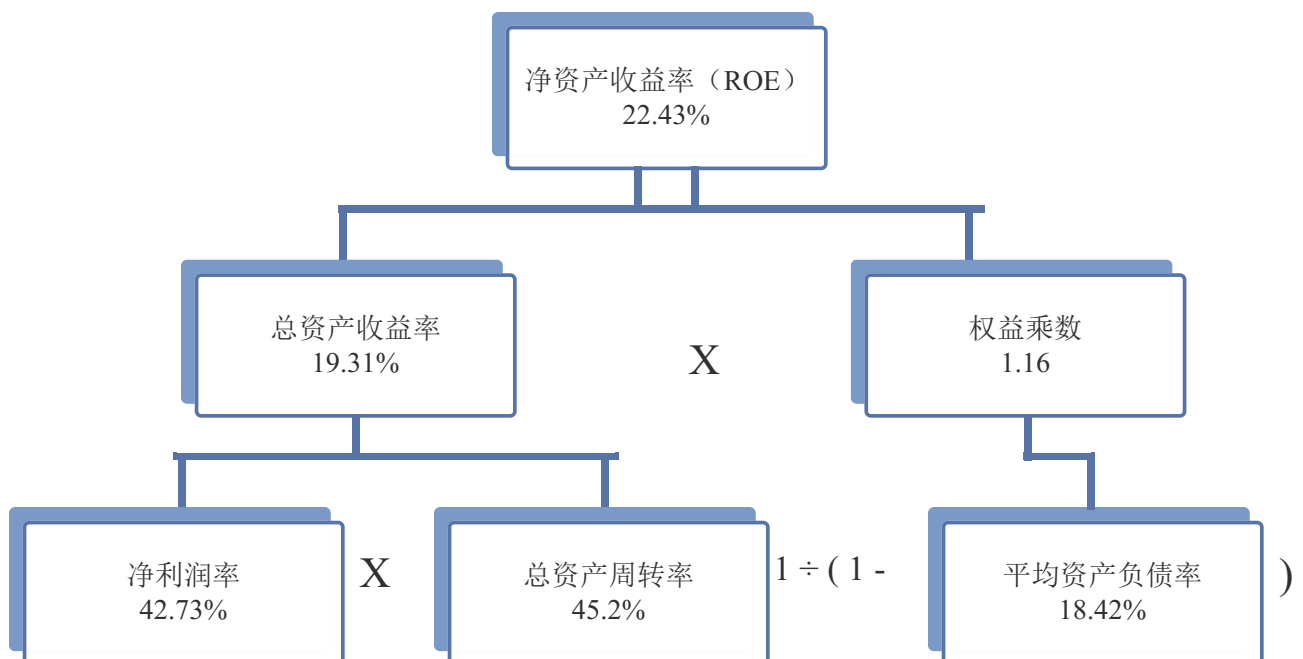 净资产收益率（ROE）
22.43%
总资产收益率
19.31%
X
权益乘数
1.16
净利润率
42.73%
X
总资产周转率
45.2%
1 ÷ ( 1 -
平均资产负债率
18.42%
)